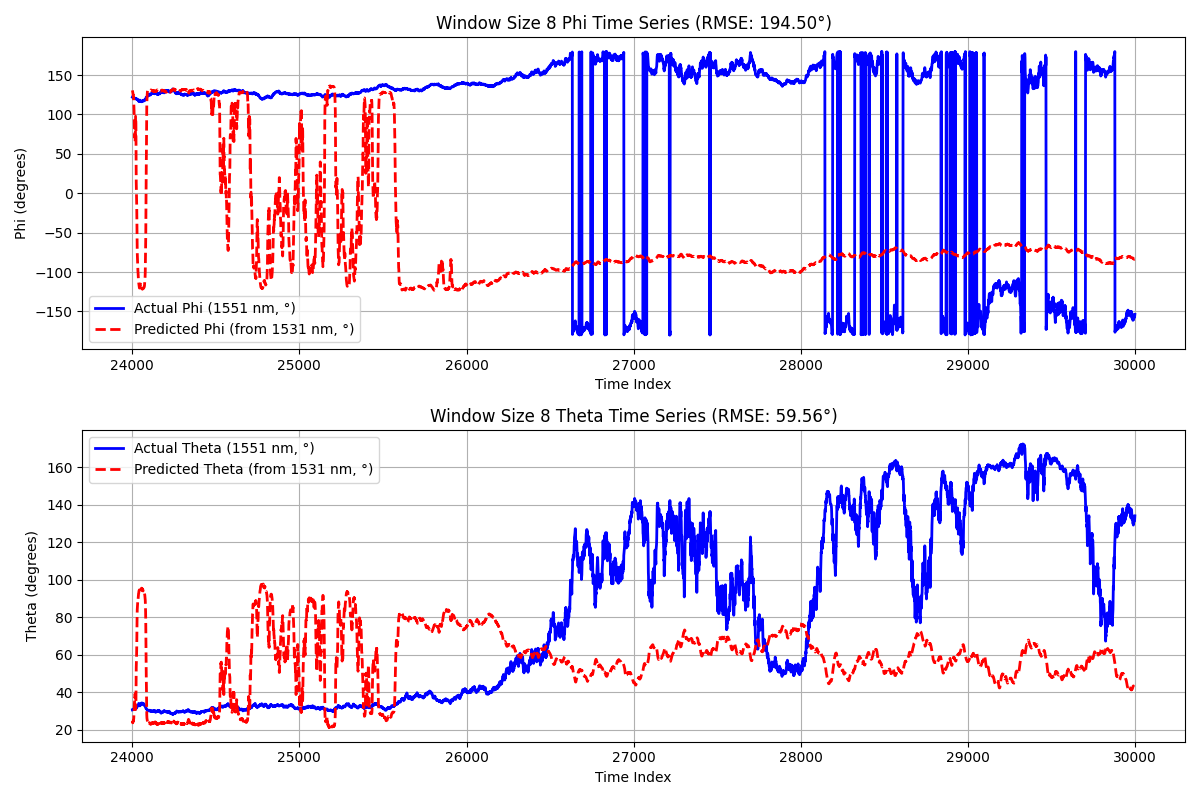 Window Size 8 Phi Time Series (RMSE: 194.50°)
Phi (degrees)
150
100
50
0
−50
−100
−150
Actual Phi (1551 nm, °)
Predicted Phi (from 1531 nm, °)
24000 25000 26000 27000 28000 29000 30000
Time Index
Window Size 8 Theta Time Series (RMSE: 59.56°)
Theta (degrees)
Actual Theta (1551 nm, °)
Predicted Theta (from 1531 nm, °)
160
140
120
100
80
60
40
20
24000 25000 26000 27000 28000 29000 30000
Time Index